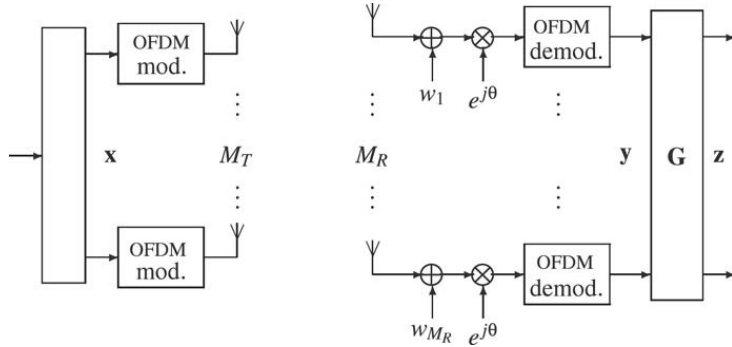 OFDM
mod.
x
M_T
OFDM
mod.
M_R
w_1
e^{jθ}
OFDM
demod.
y
G
z
w_{M_R}
e^{jθ}
OFDM
demod.